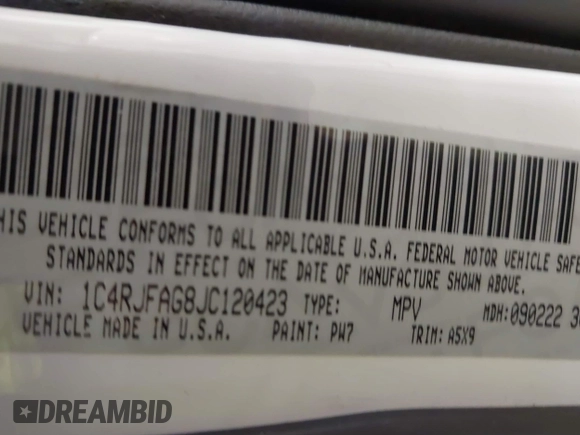 HIS VEHICLE CONFORMS TO ALL APPLICABLE U.S.A. FEDERAL MOTOR VEHICLE SAFE
STANDARDS IN EFFECT ON THE DATE OF MANUFACTURE SHOWN ABOVE.
VIN: 1C4RJFAG8JC120423 TYPE: MPV MDH:090222 3
VEHICLE MADE IN U.S.A. PAINT: PW7 TRIM: A5X9
DREAMBID